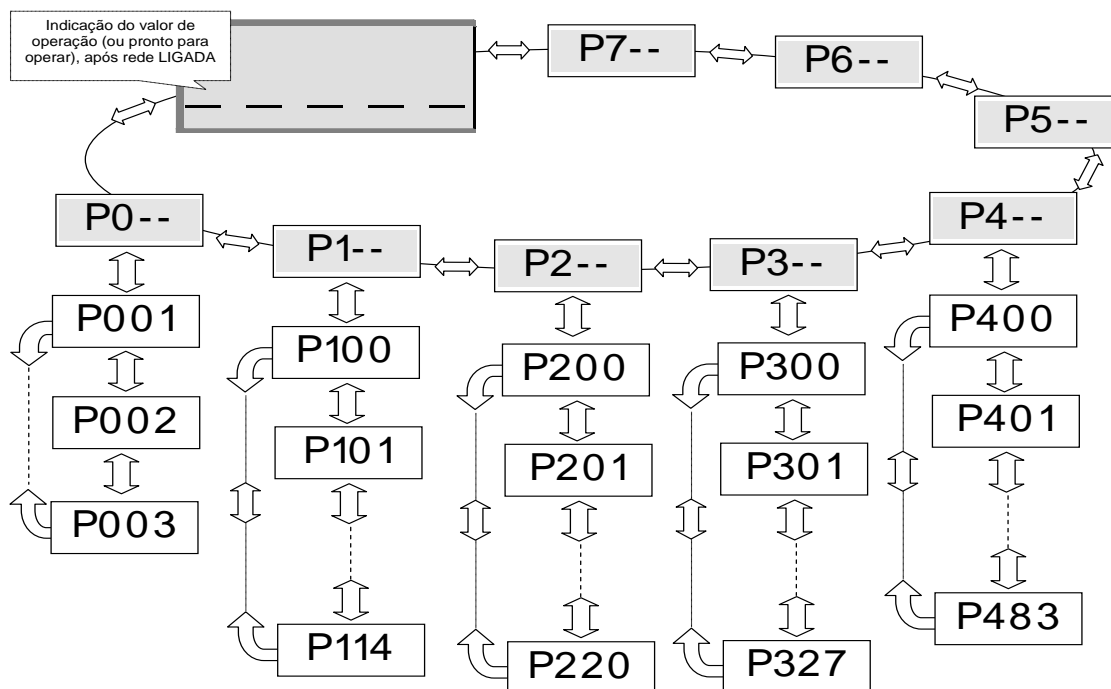 Indicação do valor de
operação (ou pronto para
operar), após rede LIGADA
P7--
P6--
P5--
P0--
P1--
P2--
P3--
P4--
P001
P002
P003
P100
P101
P114
P200
P201
P220
P300
P301
P327
P400
P401
P483